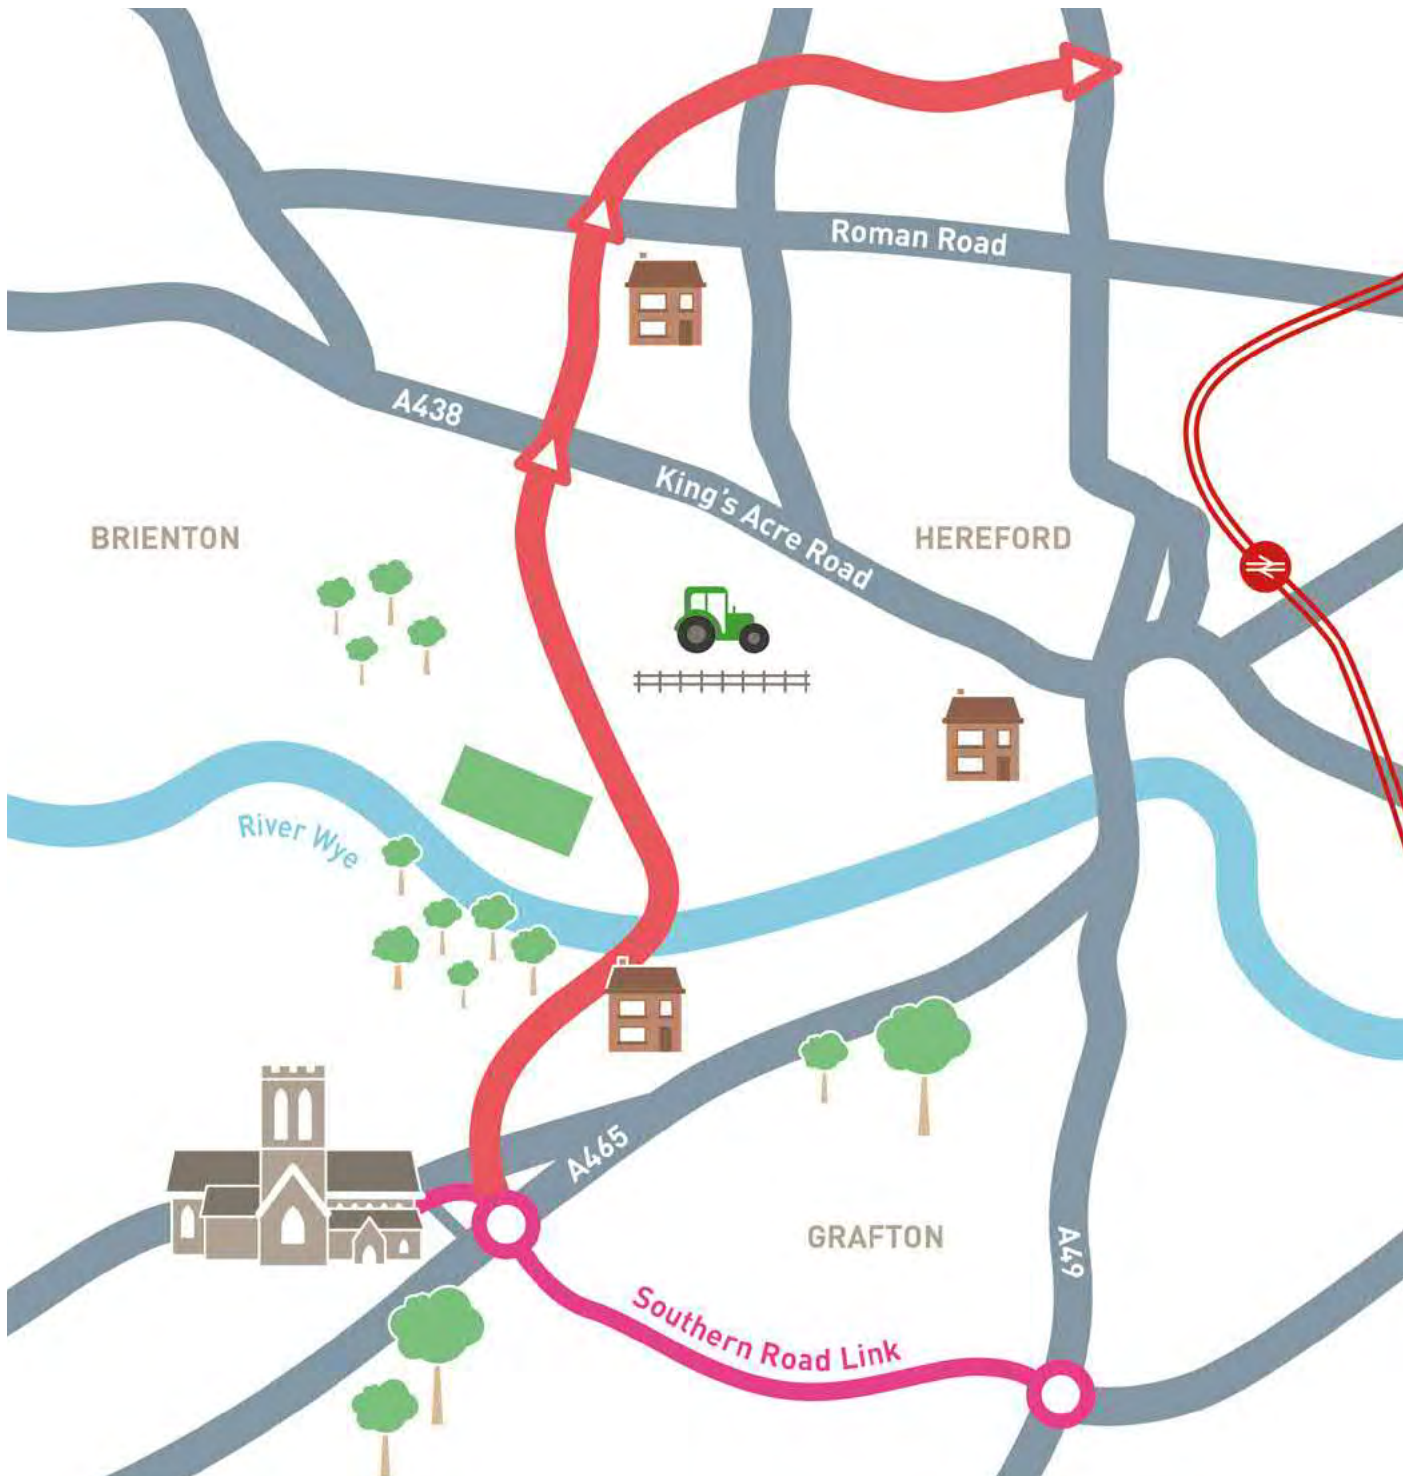 Roman Road
A438
King's Acre Road
BRIENTON
HEREFORD
River Wye
A465
GRAFTON
A49
Southern Road Link